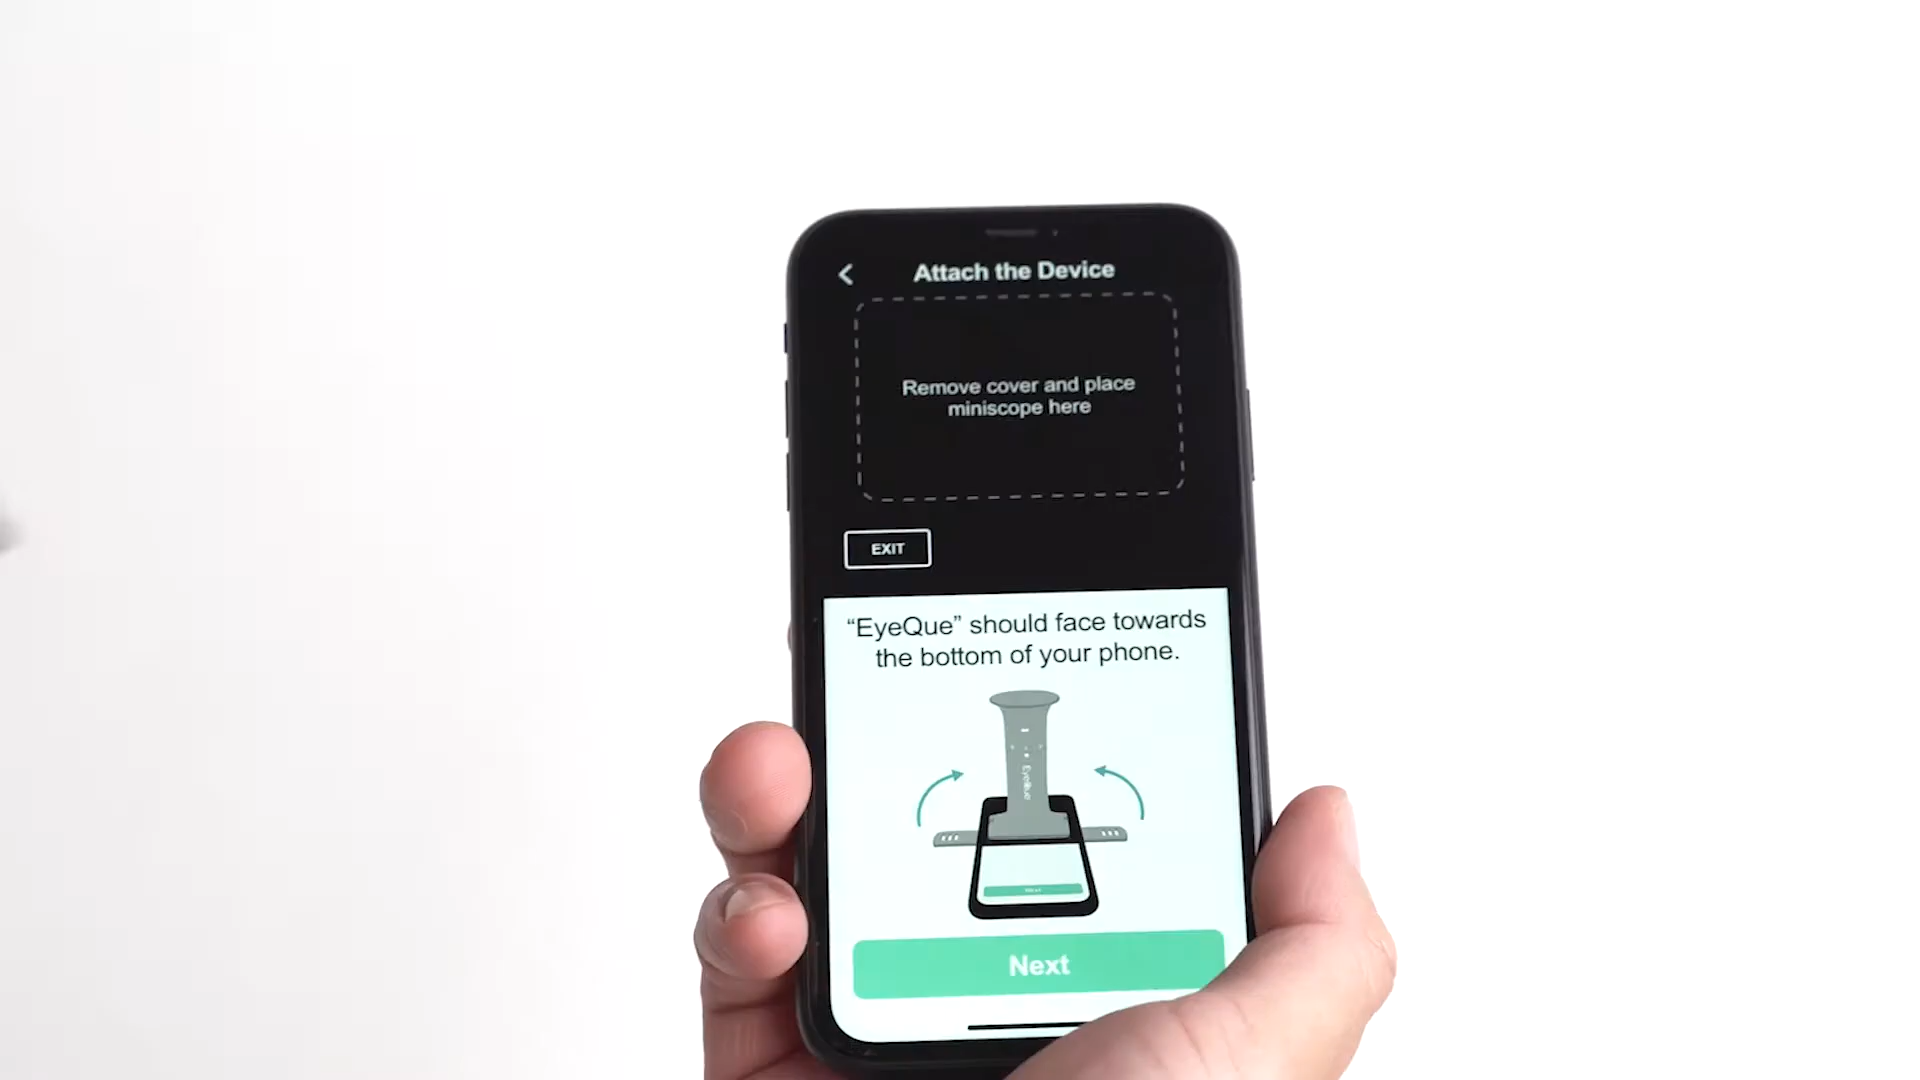 Attach the Device
Remove cover and place
miniscope here
EXIT
“EyeQue” should face towards
the bottom of your phone.
EyeQue
Next